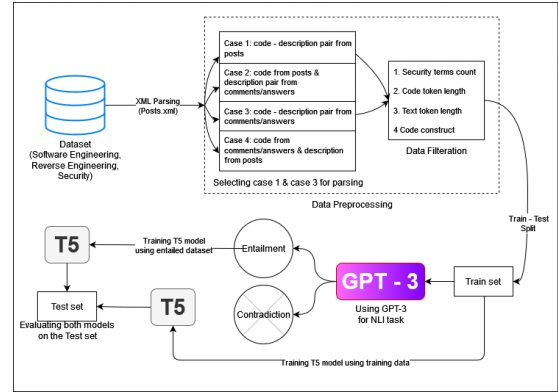 Case 1: code - description pair from
posts
Case 2: code from posts &
description pair from
comments/answers
Case 3: code - description pair from
comments/answers
Case 4: code from
comments/answers & description
from posts
Selecting case 1 & case 3 for parsing
1. Security terms count
2. Code token length
3. Text token length
4 Code construct
Data Filteration
Data Preprocessing
XML Parsing
(Posts.xml)
Dataset
(Software Engineering,
Reverse Engineering,
Security)
Train - Test
Split
Train set
GPT - 3
Using GPT-3
for NLI task
Entailment
Contradiction
Training T5 model
using entailed dataset
T5
T5
Test set
Evaluating both models
on the Test set
Training T5 model using training data